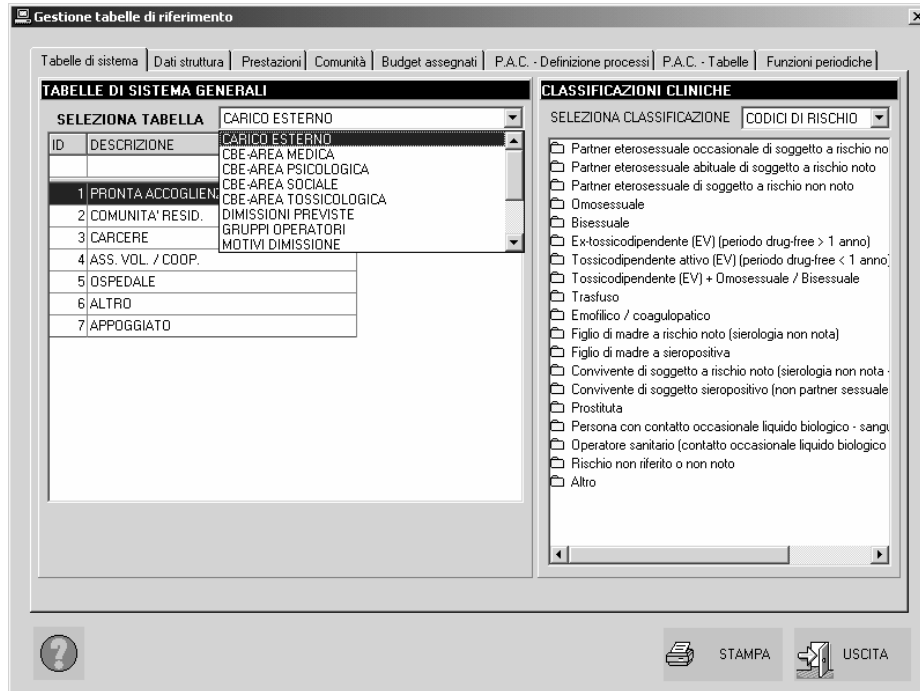 Gestione tabelle di riferimento
Tabelle di sistema
Dati struttura
Prestazioni
Comunità
Budget assegnati
P.A.C. - Definizione processi
P.A.C. - Tabelle
Funzioni periodiche
TABELLE DI SISTEMA GENERALI
SELEZIONA TABELLA CARICO ESTERNO
CARICO ESTERNO
CBE-AREA MEDICA
CBE-AREA PSICOLOGICA
CBE-AREA SOCIALE
CBE-AREA TOSSICOLOGICA
DIMISSIONI PREVISTE
GRUPPI OPERATORI
MOTIVI DIMISSIONE
ID DESCRIZIONE
1 PRONTA ACCOGLIEN
2 COMUNITA' RESID.
3 CARCERE
4 ASS. VOL. / COOP.
5 OSPEDALE
6 ALTRO
7 APPOGGIATO
CLASSIFICAZIONI CLINICHE
SELEZIONA CLASSIFICAZIONE CODICI DI RISCHIO
Partner eterosessuale occasionale di soggetto a rischio no
Partner eterosessuale abituale di soggetto a rischio noto
Partner eterosessuale di soggetto a rischio non noto
Omosessuale
Bisessuale
Ex-tossicodipendente (EV) (periodo drug-free > 1 anno)
Tossicodipendente attivo (EV) (periodo drug-free < 1 anno)
Tossicodipendente (EV) + Omosessuale / Bisessuale
Trasfuso
Emofilico / coagulopatico
Figlio di madre a rischio noto (sierologia non nota)
Figlio di madre a sieropositiva
Convivente di soggetto a rischio noto (sierologia non nota -
Convivente di soggetto sieropositivo (non partner sessuale
Prostituta
Persona con contatto occasionale liquido biologico - sangu
Operatore sanitario (contatto occasionale liquido biologico
Rischio non riferito o non noto
Altro
STAMPA
USCITA